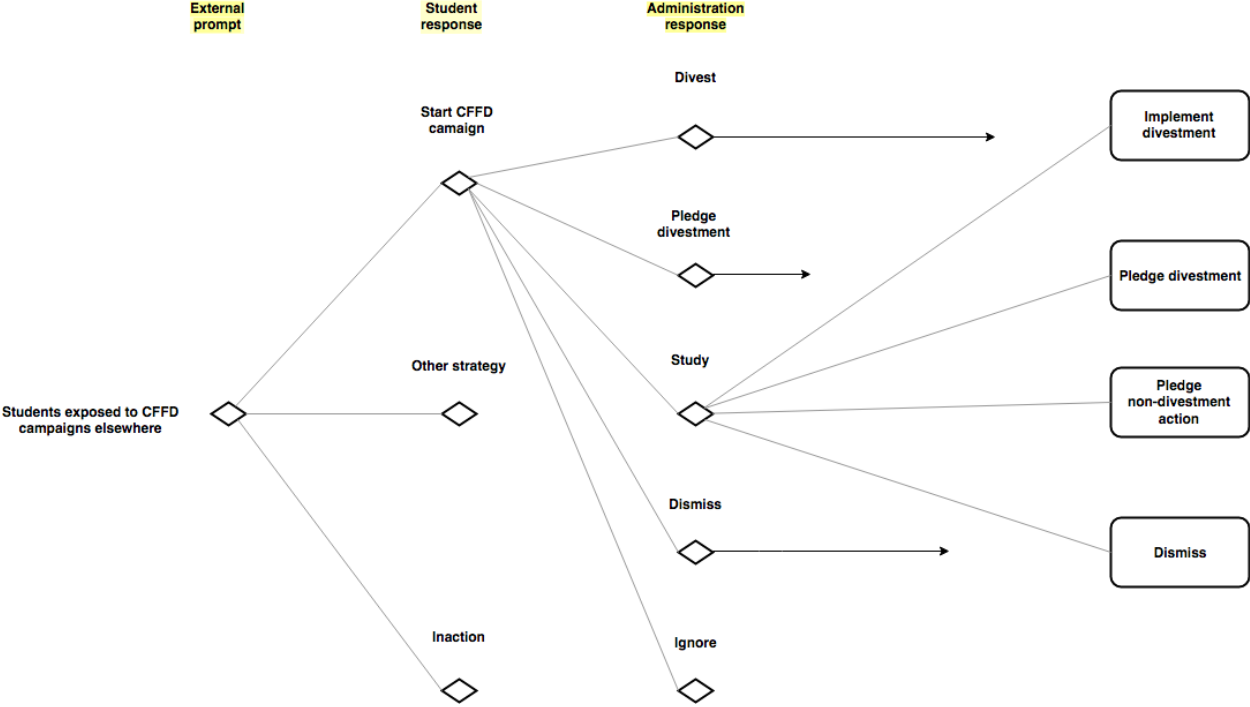 External
prompt
Student
response
Administration
response
Divest
Start CFFD
camaign
Implement
divestment
Pledge
divestment
Pledge divestment
Study
Other strategy
Students exposed to CFFD
campaigns elsewhere
Pledge
non-divestment
action
Dismiss
Dismiss
Inaction
Ignore